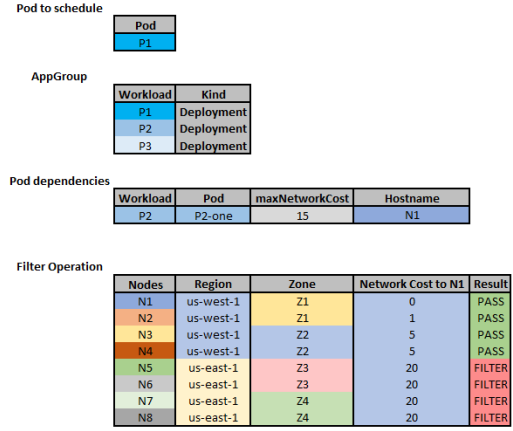 Pod to schedule
Pod
P1
AppGroup
Workload Kind
P1 Deployment
P2 Deployment
P3 Deployment
Pod dependencies
Workload Pod maxNetworkCost Hostname
P2 P2-one 15 N1
Filter Operation
Nodes Region Zone Network Cost to N1 Result
N1 us-west-1 Z1 0 PASS
N2 us-west-1 Z1 1 PASS
N3 us-west-1 Z2 5 PASS
N4 us-west-1 Z2 5 PASS
N5 us-east-1 Z3 20 FILTER
N6 us-east-1 Z3 20 FILTER
N7 us-east-1 Z4 20 FILTER
N8 us-east-1 Z4 20 FILTER